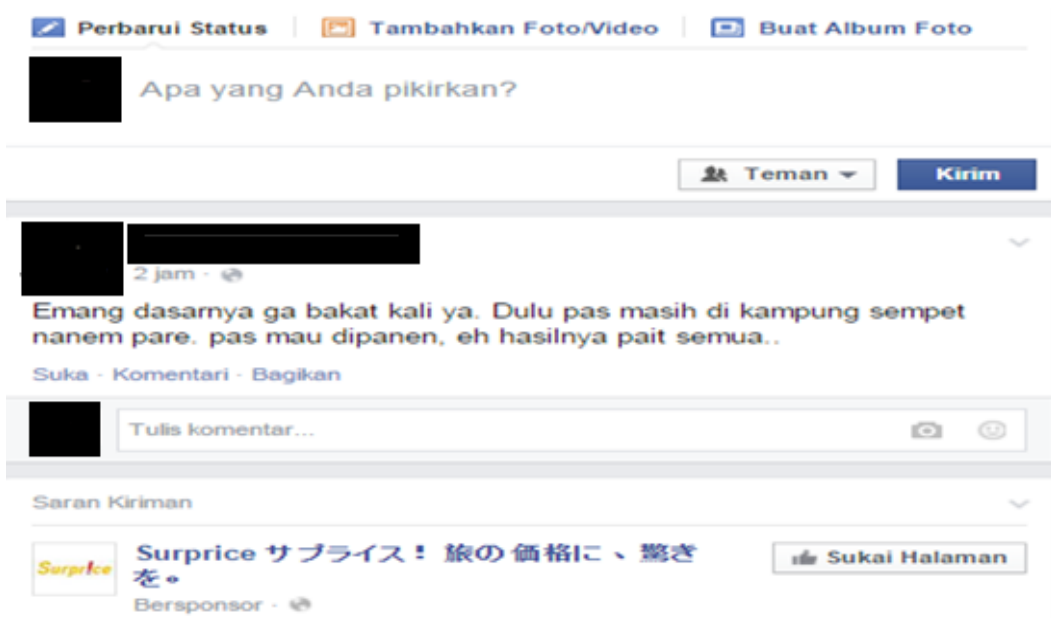 Perbarui Status Tambahkan Foto/Video Buat Album Foto
Apa yang Anda pikirkan?
Teman Kirim
2 jam ·
Emang dasarnya ga bakat kali ya. Dulu pas masih di kampung sempet
nanem pare. pas mau dipanen, eh hasilnya pait semua..
Suka · Komentari · Bagikan
Tulis komentar...
Saran Kiriman
Surprice サプライス! 旅の価格に、驚き
を。
Surprice
Sukai Halaman
Bersponsor ·